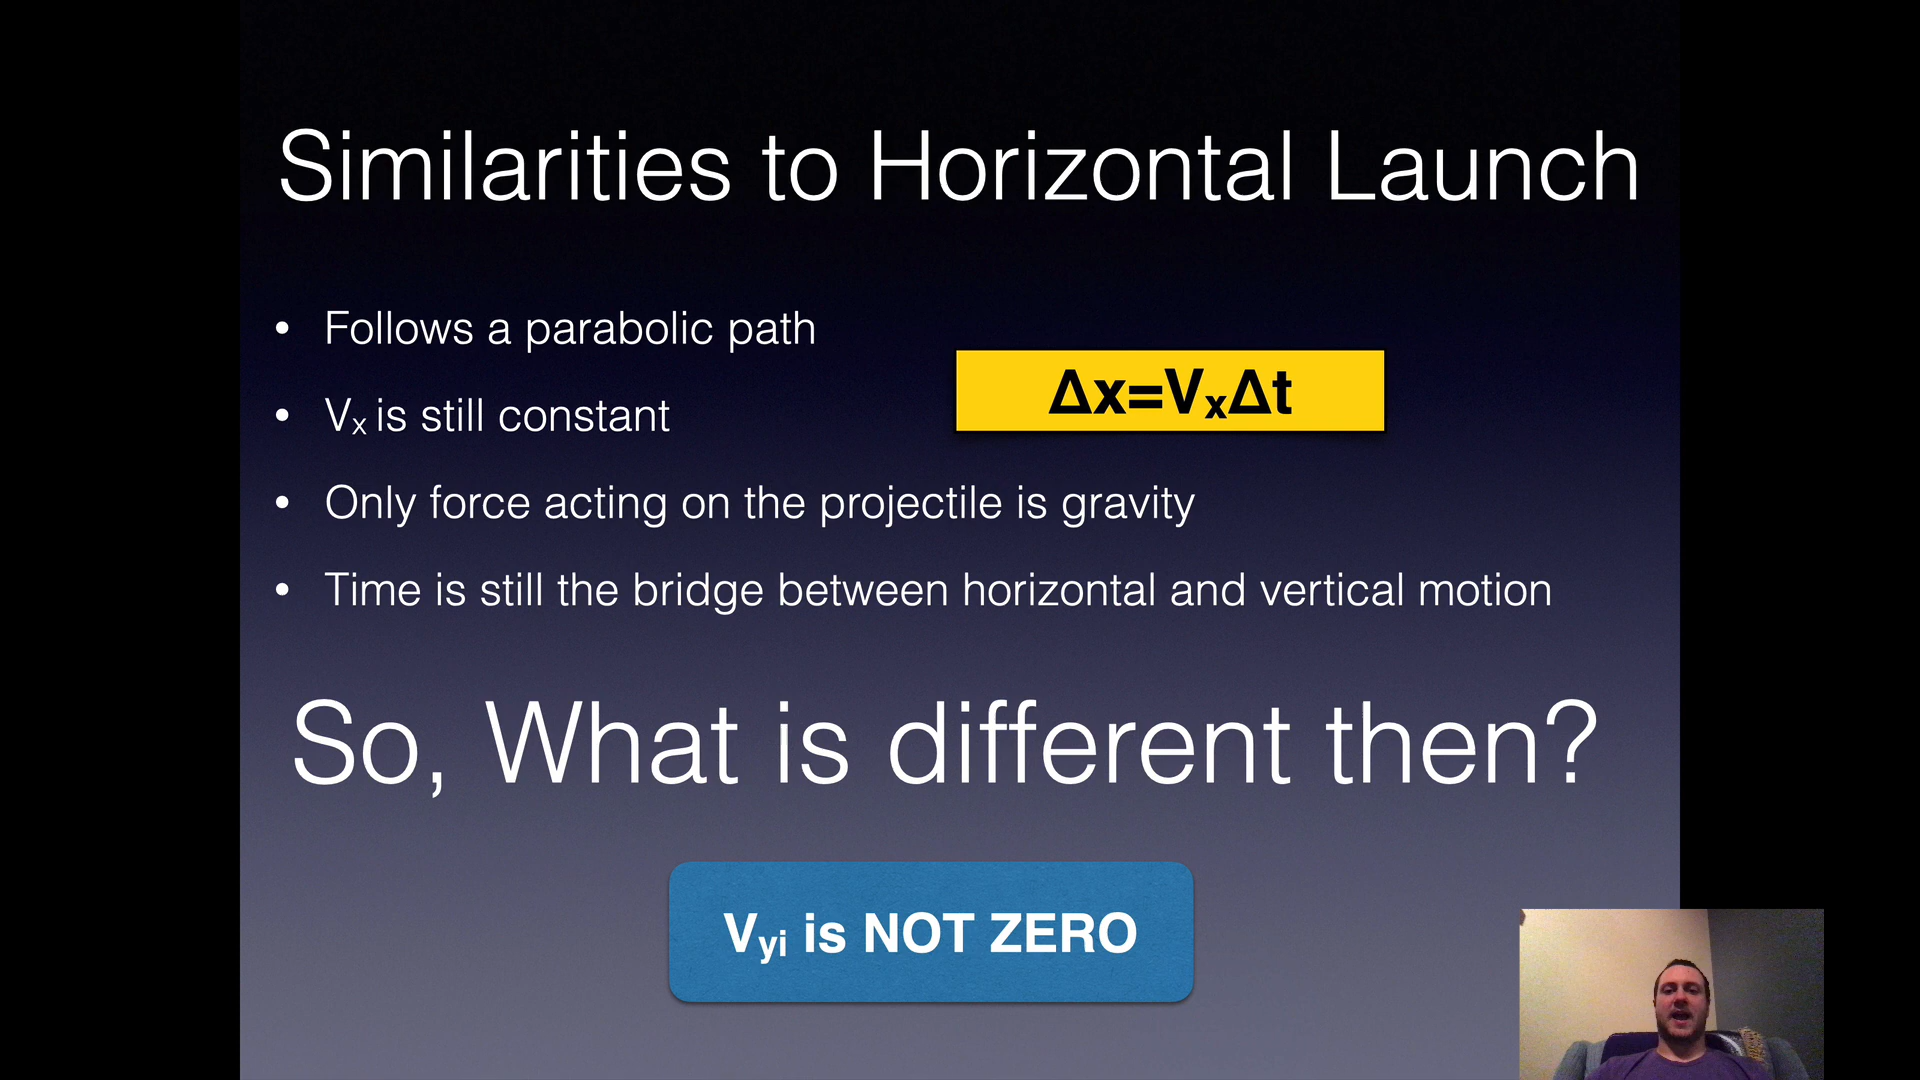 Similarities to Horizontal Launch
• Follows a parabolic path
• Vₓ is still constant
Δx=VₓΔt
• Only force acting on the projectile is gravity
• Time is still the bridge between horizontal and vertical motion
So, What is different then?
Vyi is NOT ZERO